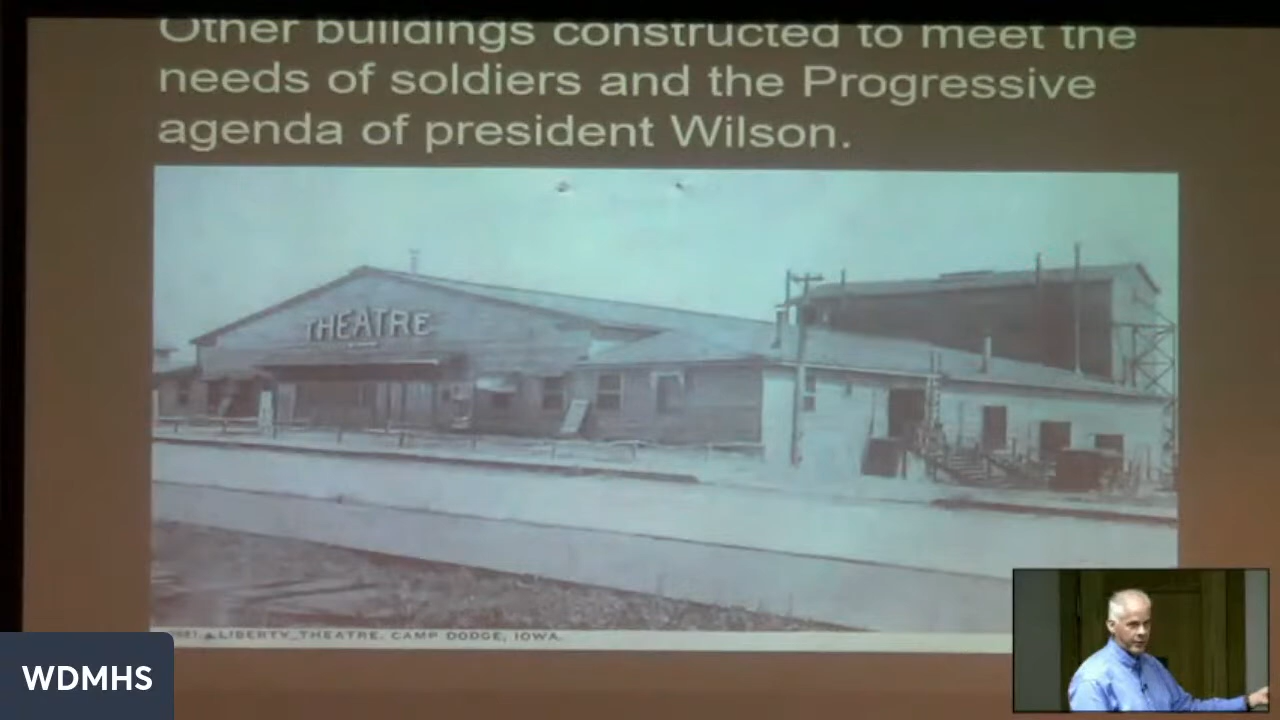 Other buildings constructed to meet the
needs of soldiers and the Progressive
agenda of president Wilson.
THEATRE
LIBERTY THEATRE, CAMP DODGE, IOWA.
WDMHS